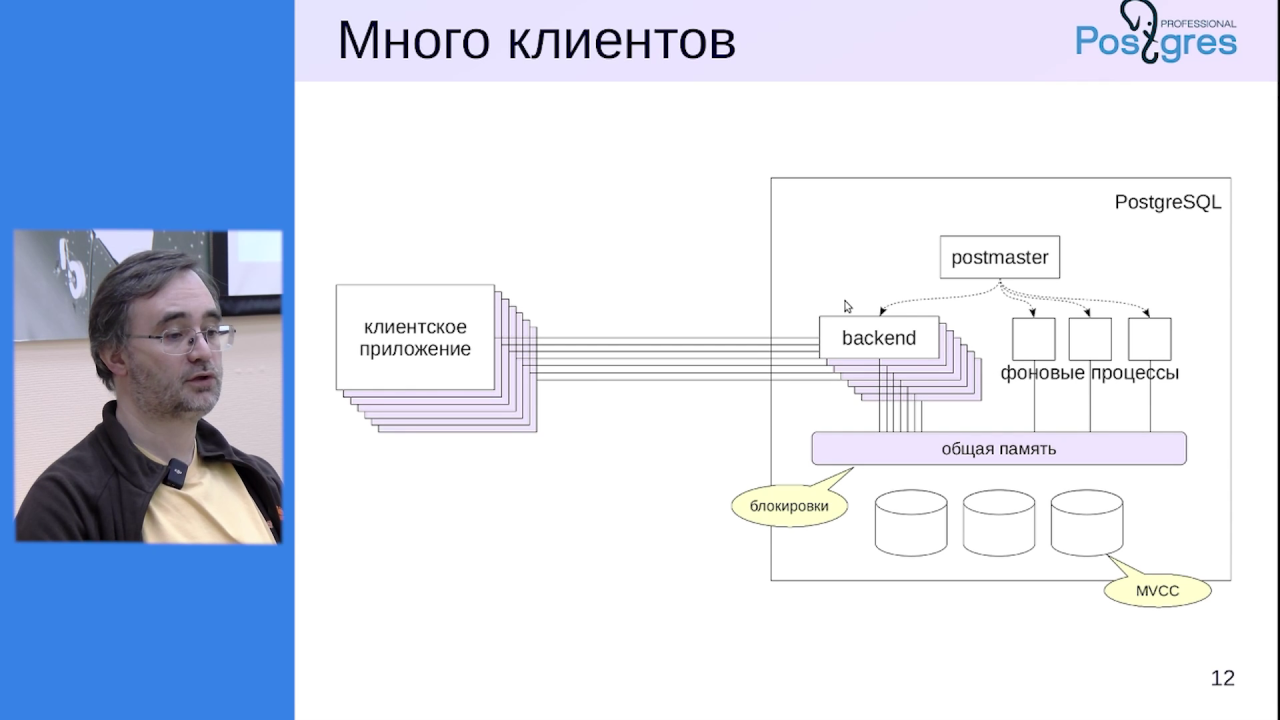 Много клиентов
PROFESSIONAL
Postgres
PostgreSQL
postmaster
клиентское
приложение
backend
фоновые процессы
общая память
блокировки
MVCC
12